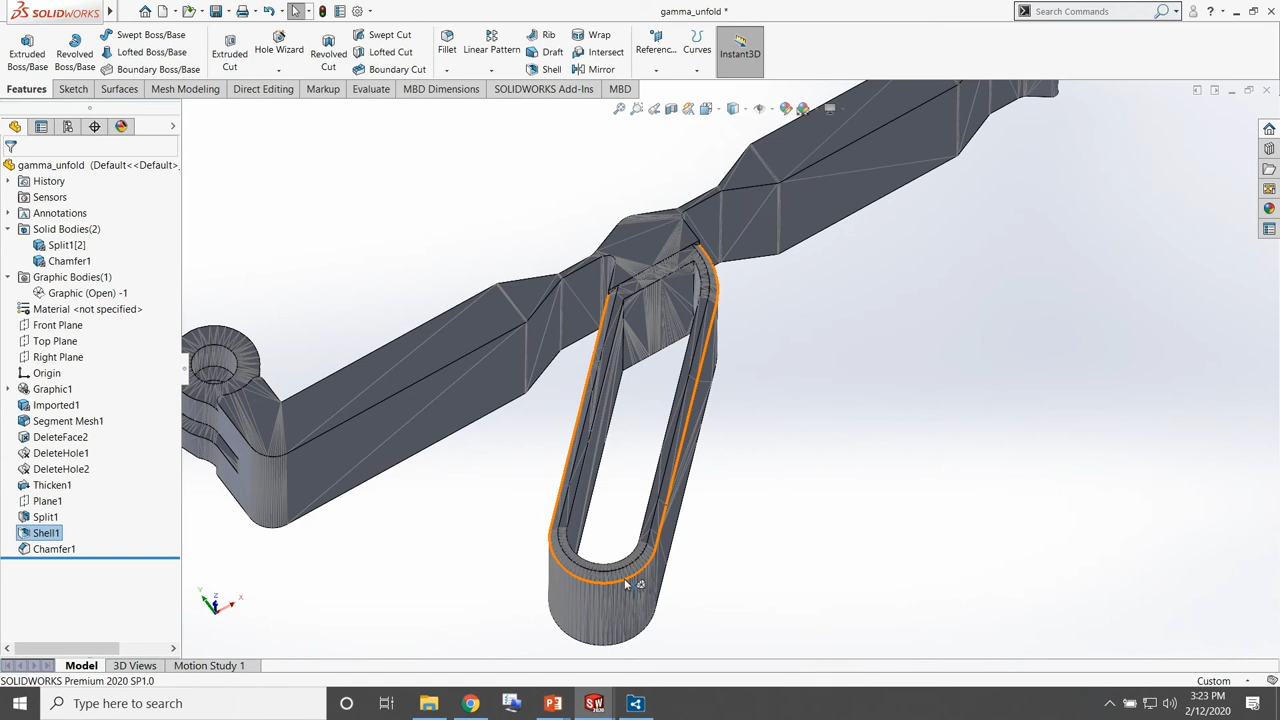 SOLIDWORKS
gamma_unfold *
Search Commands
Extruded Boss/Base
Revolved Boss/Base
Swept Boss/Base
Lofted Boss/Base
Boundary Boss/Base
Extruded Cut
Hole Wizard
Revolved Cut
Swept Cut
Lofted Cut
Boundary Cut
Fillet
Linear Pattern
Rib
Draft
Shell
Wrap
Intersect
Mirror
Referenc...
Curves
Instant3D
Features
Sketch
Surfaces
Mesh Modeling
Direct Editing
Markup
Evaluate
MBD Dimensions
SOLIDWORKS Add-Ins
MBD
gamma_unfold (Default<<Default>_
History
Sensors
Annotations
Solid Bodies(2)
Split1[2]
Chamfer1
Graphic Bodies(1)
Graphic (Open) -1
Material <not specified>
Front Plane
Top Plane
Right Plane
Origin
Graphic1
Imported1
Segment Mesh1
DeleteFace2
DeleteHole1
DeleteHole2
Thicken1
Plane1
Split1
Shell1
Chamfer1
Y
Z
X
Model
3D Views
Motion Study 1
SOLIDWORKS Premium 2020 SP1.0
Custom
Type here to search
3:23 PM
2/12/2020